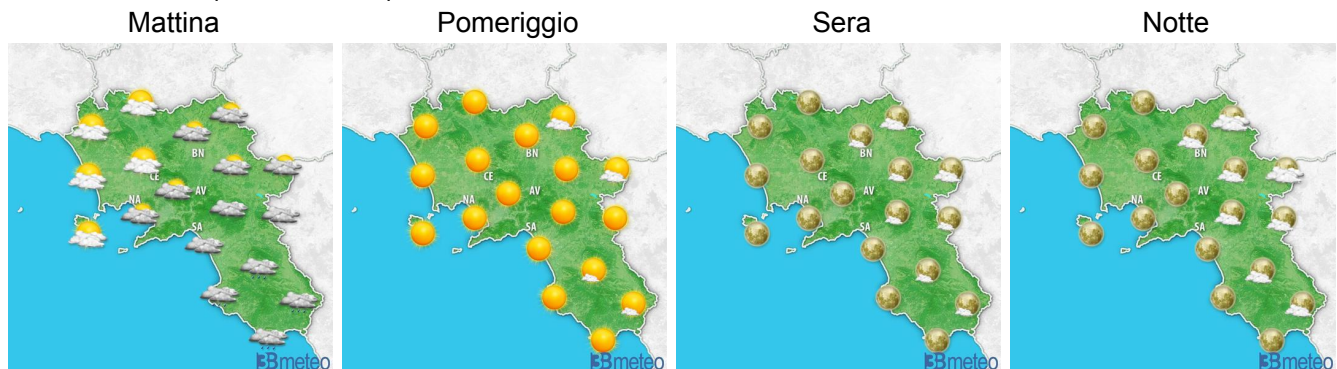 Mattina
Pomeriggio
Sera
Notte
BN
CE
AV
NA
SA
3Bmeteo
BN
CE
AV
NA
SA
3Bmeteo
BN
CE
AV
NA
SA
3Bmeteo
BN
CE
AV
NA
SA
3Bmeteo